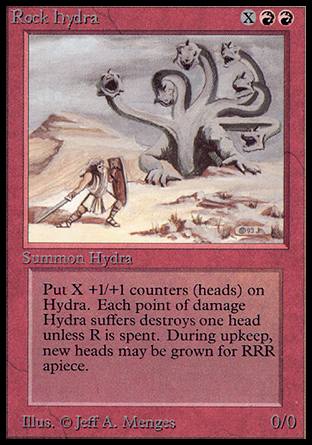 Rock Hydra X
©93 J
Summon Hydra
Put X +1/+1 counters (heads) on
Hydra. Each point of damage
Hydra suffers destroys one head
unless R is spent. During upkeep,
new heads may be grown for RRR
apiece.
Illus. © Jeff A. Menges 0/0